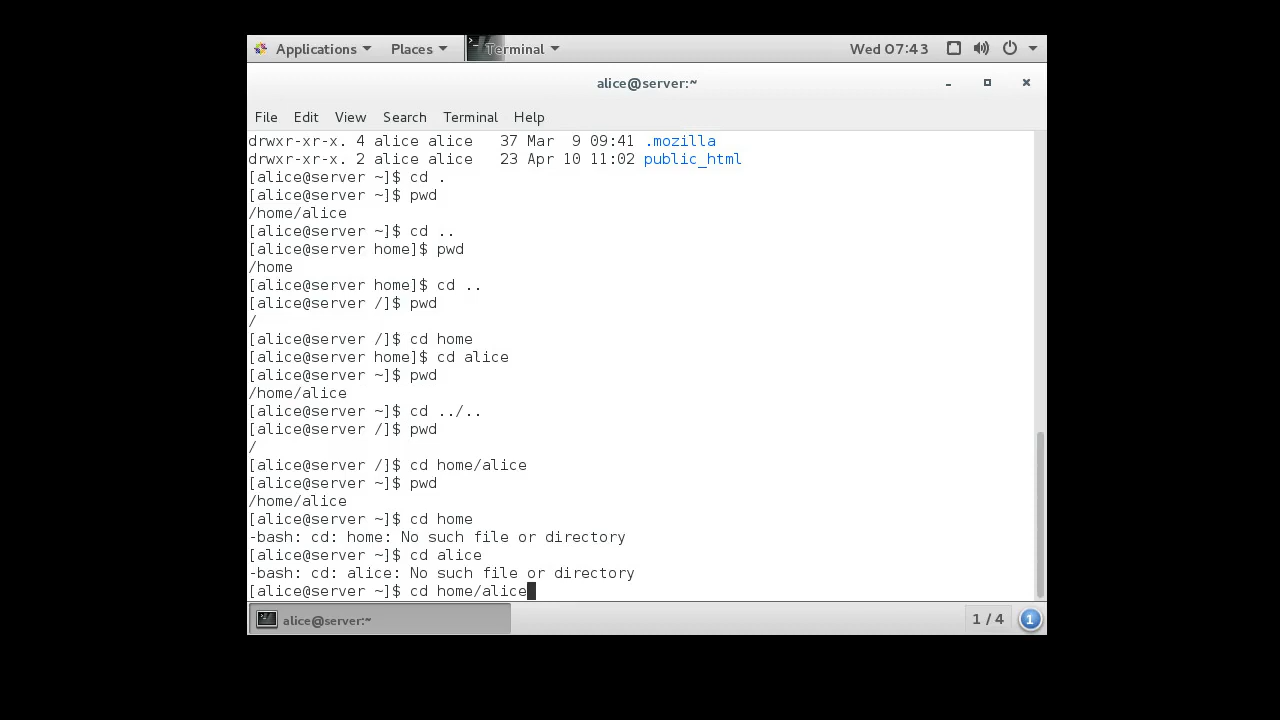 Applications Places Terminal Wed 07:43
alice@server:~
File Edit View Search Terminal Help
drwxr-xr-x. 4 alice alice   37 Mar  9 09:41 .mozilla
drwxr-xr-x. 2 alice alice   23 Apr 10 11:02 public_html
[alice@server ~]$ cd .
[alice@server ~]$ pwd
/home/alice
[alice@server ~]$ cd ..
[alice@server home]$ pwd
/home
[alice@server home]$ cd ..
[alice@server /]$ pwd
/
[alice@server /]$ cd home
[alice@server home]$ cd alice
[alice@server ~]$ pwd
/home/alice
[alice@server ~]$ cd ../..
[alice@server /]$ pwd
/
[alice@server /]$ cd home/alice
[alice@server ~]$ pwd
/home/alice
[alice@server ~]$ cd home
-bash: cd: home: No such file or directory
[alice@server ~]$ cd alice
-bash: cd: alice: No such file or directory
[alice@server ~]$ cd home/alice
alice@server:~ 1 / 4 1